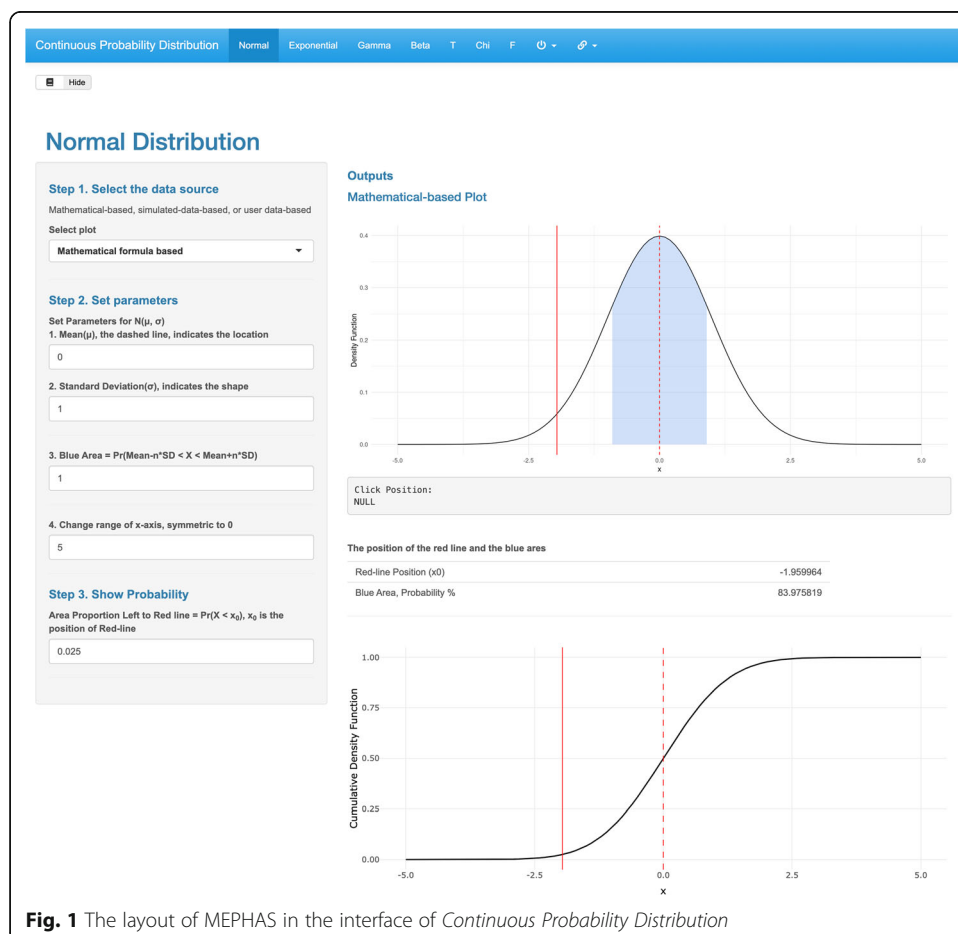 Continuous Probability Distribution Normal Exponential Gamma Beta T Chi F
Hide
Normal Distribution
Step 1. Select the data source
Mathematical-based, simulated-data-based, or user data-based
Select plot
Mathematical formula based
Step 2. Set parameters
Set Parameters for N(μ, σ)
1. Mean(μ), the dashed line, indicates the location
0
2. Standard Deviation(σ), indicates the shape
1
3. Blue Area = Pr(Mean-n*SD < X < Mean+n*SD)
1
4. Change range of x-axis, symmetric to 0
5
Step 3. Show Probability
Area Proportion Left to Red line = Pr(X < x₀), x₀ is the
position of Red-line
0.025
Outputs
Mathematical-based Plot
Density Function
0.4
0.3
0.2
0.1
0.0
-5.0 -2.5 0.0 2.5 5.0
x
Click Position:
NULL
The position of the red line and the blue ares
Red-line Position (x0) -1.959964
Blue Area, Probability % 83.975819
Cumulative Density Function
1.00
0.75
0.50
0.25
0.00
-5.0 -2.5 0.0 2.5 5.0
x
Fig. 1 The layout of MEPHAS in the interface of Continuous Probability Distribution